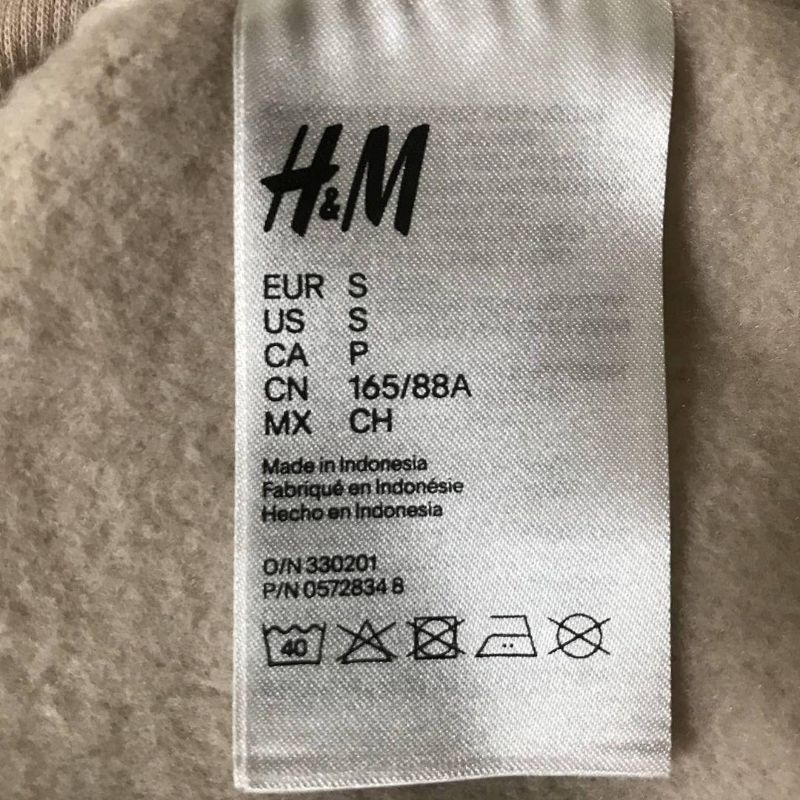 H&M
EUR S
US S
CA P
CN 165/88A
MX CH
Made in Indonesia
Fabriqué en Indonésie
Hecho en Indonesia
O/N 330201
P/N 0572834 8
40